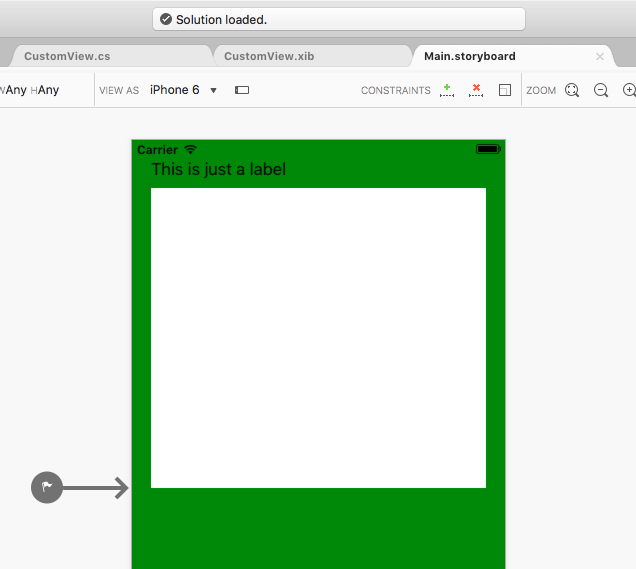 Solution loaded.
CustomView.cs CustomView.xib Main.storyboard
wAny HAny VIEW AS iPhone 6 CONSTRAINTS ZOOM
Carrier
This is just a label